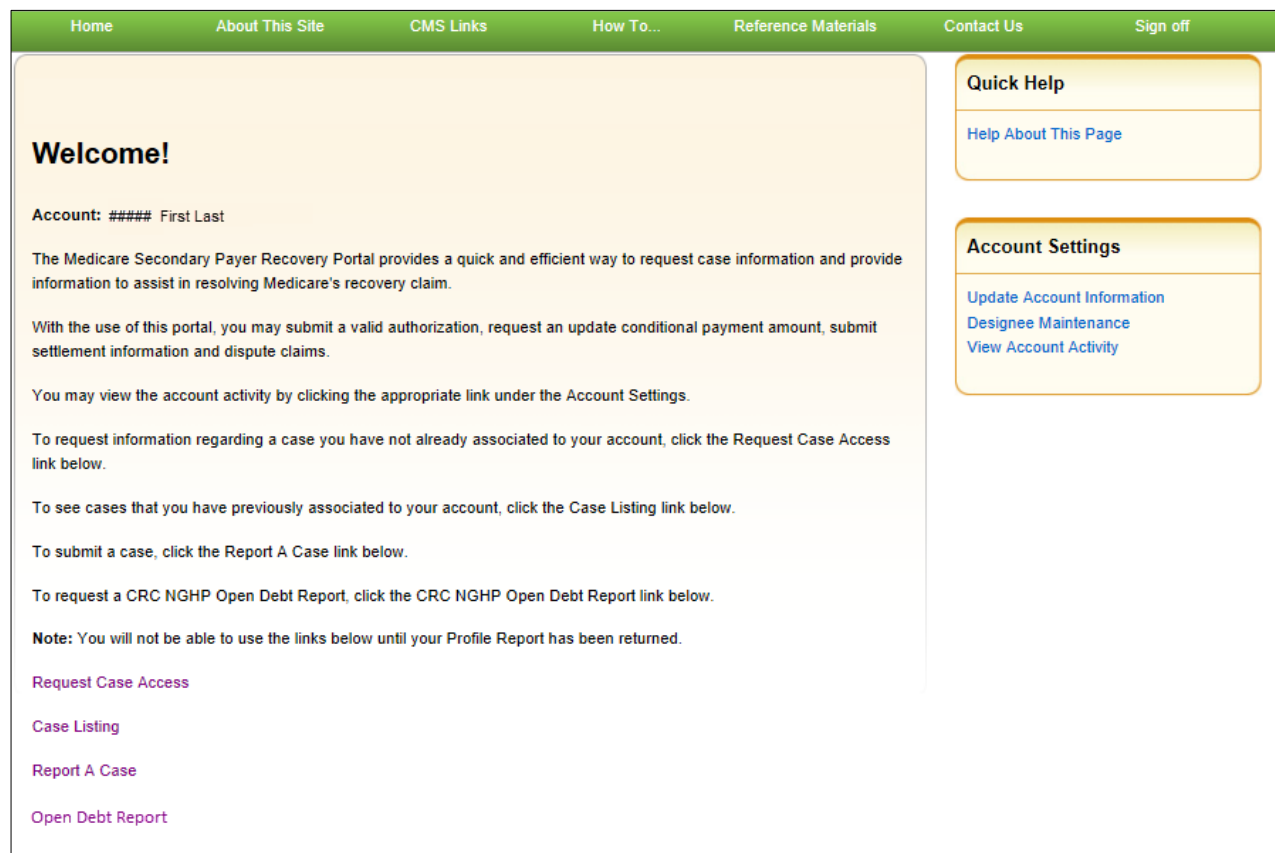 Home About This Site CMS Links How To... Reference Materials Contact Us Sign off
Welcome!
Account: ##### First Last
The Medicare Secondary Payer Recovery Portal provides a quick and efficient way to request case information and provide
information to assist in resolving Medicare's recovery claim.
With the use of this portal, you may submit a valid authorization, request an update conditional payment amount, submit
settlement information and dispute claims.
You may view the account activity by clicking the appropriate link under the Account Settings.
To request information regarding a case you have not already associated to your account, click the Request Case Access
link below.
To see cases that you have previously associated to your account, click the Case Listing link below.
To submit a case, click the Report A Case link below.
To request a CRC NGHP Open Debt Report, click the CRC NGHP Open Debt Report link below.
Note: You will not be able to use the links below until your Profile Report has been returned.
Request Case Access
Case Listing
Report A Case
Open Debt Report
Quick Help
Help About This Page
Account Settings
Update Account Information
Designee Maintenance
View Account Activity